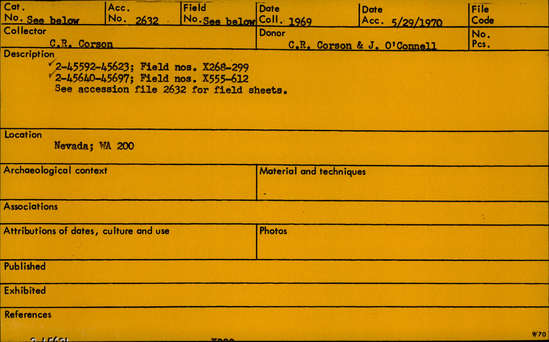 Cat. Acc. Field Date Date File
No. See below No. 2632 No. See below Coll. 1969 Acc. 5/29/1970 Code
Collector Donor No.
C.R. Corson C.R. Corson & J. O'Connell Pcs.
Description
✓2-45592-45623; Field nos. X268-299
✓2-45640-45697; Field nos. X555-612
See accession file 2632 for field sheets.
Location
Nevada; WA 200
Archaeological context Material and techniques
Associations
Attributions of dates, culture and use Photos
Published
Exhibited
References
9/70